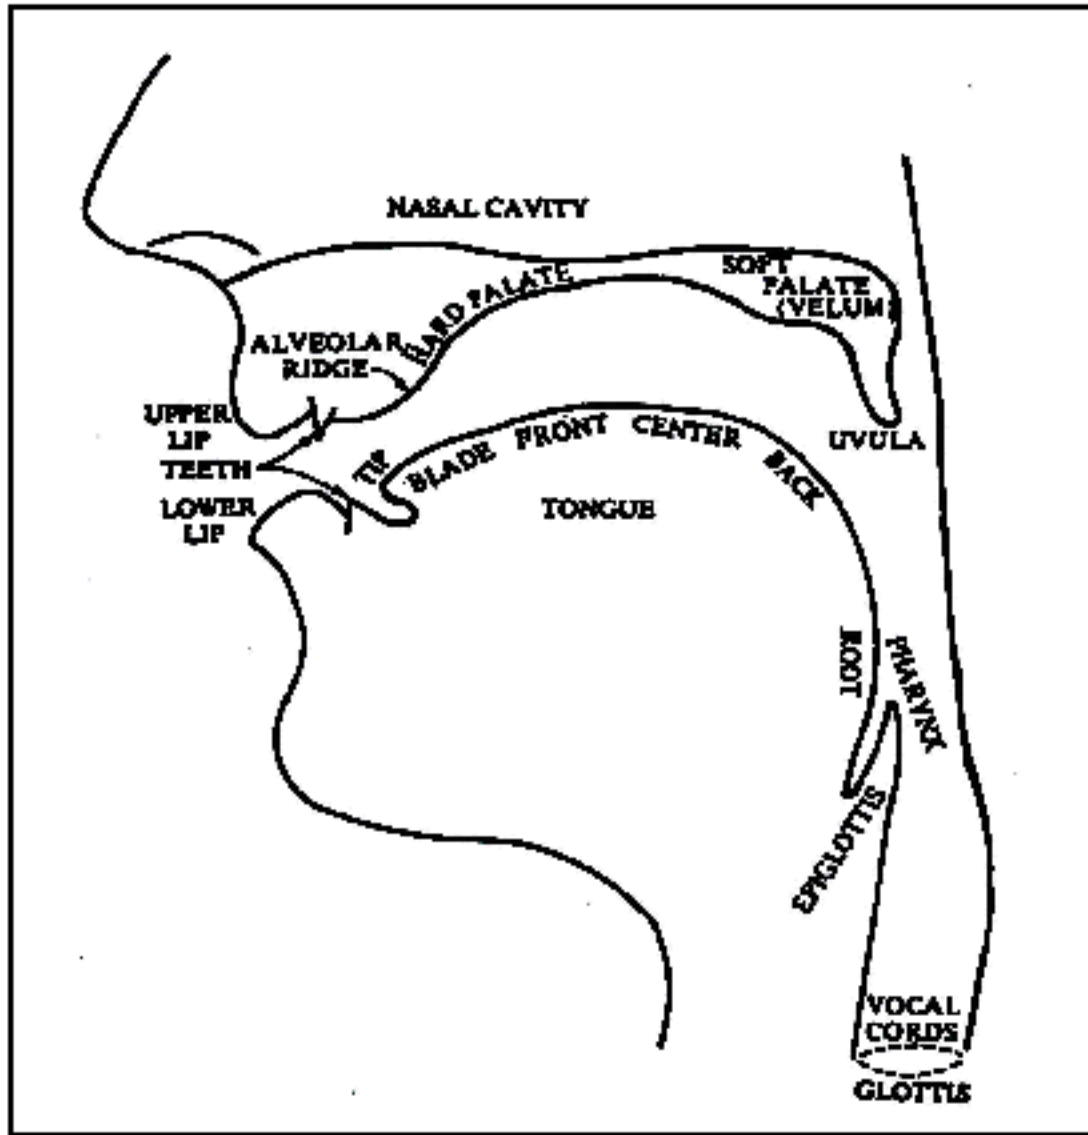 NASAL CAVITY
SOFT
PALATE
(VELUM)
HARD PALATE
ALVEOLAR
RIDGE
UPPER
LIP
TEETH
LOWER
LIP
TIP
BLADE
FRONT
CENTER
BACK
UVULA
TONGUE
ROOT
PHARYNX
EPIGLOTTIS
VOCAL
CORDS
GLOTTIS